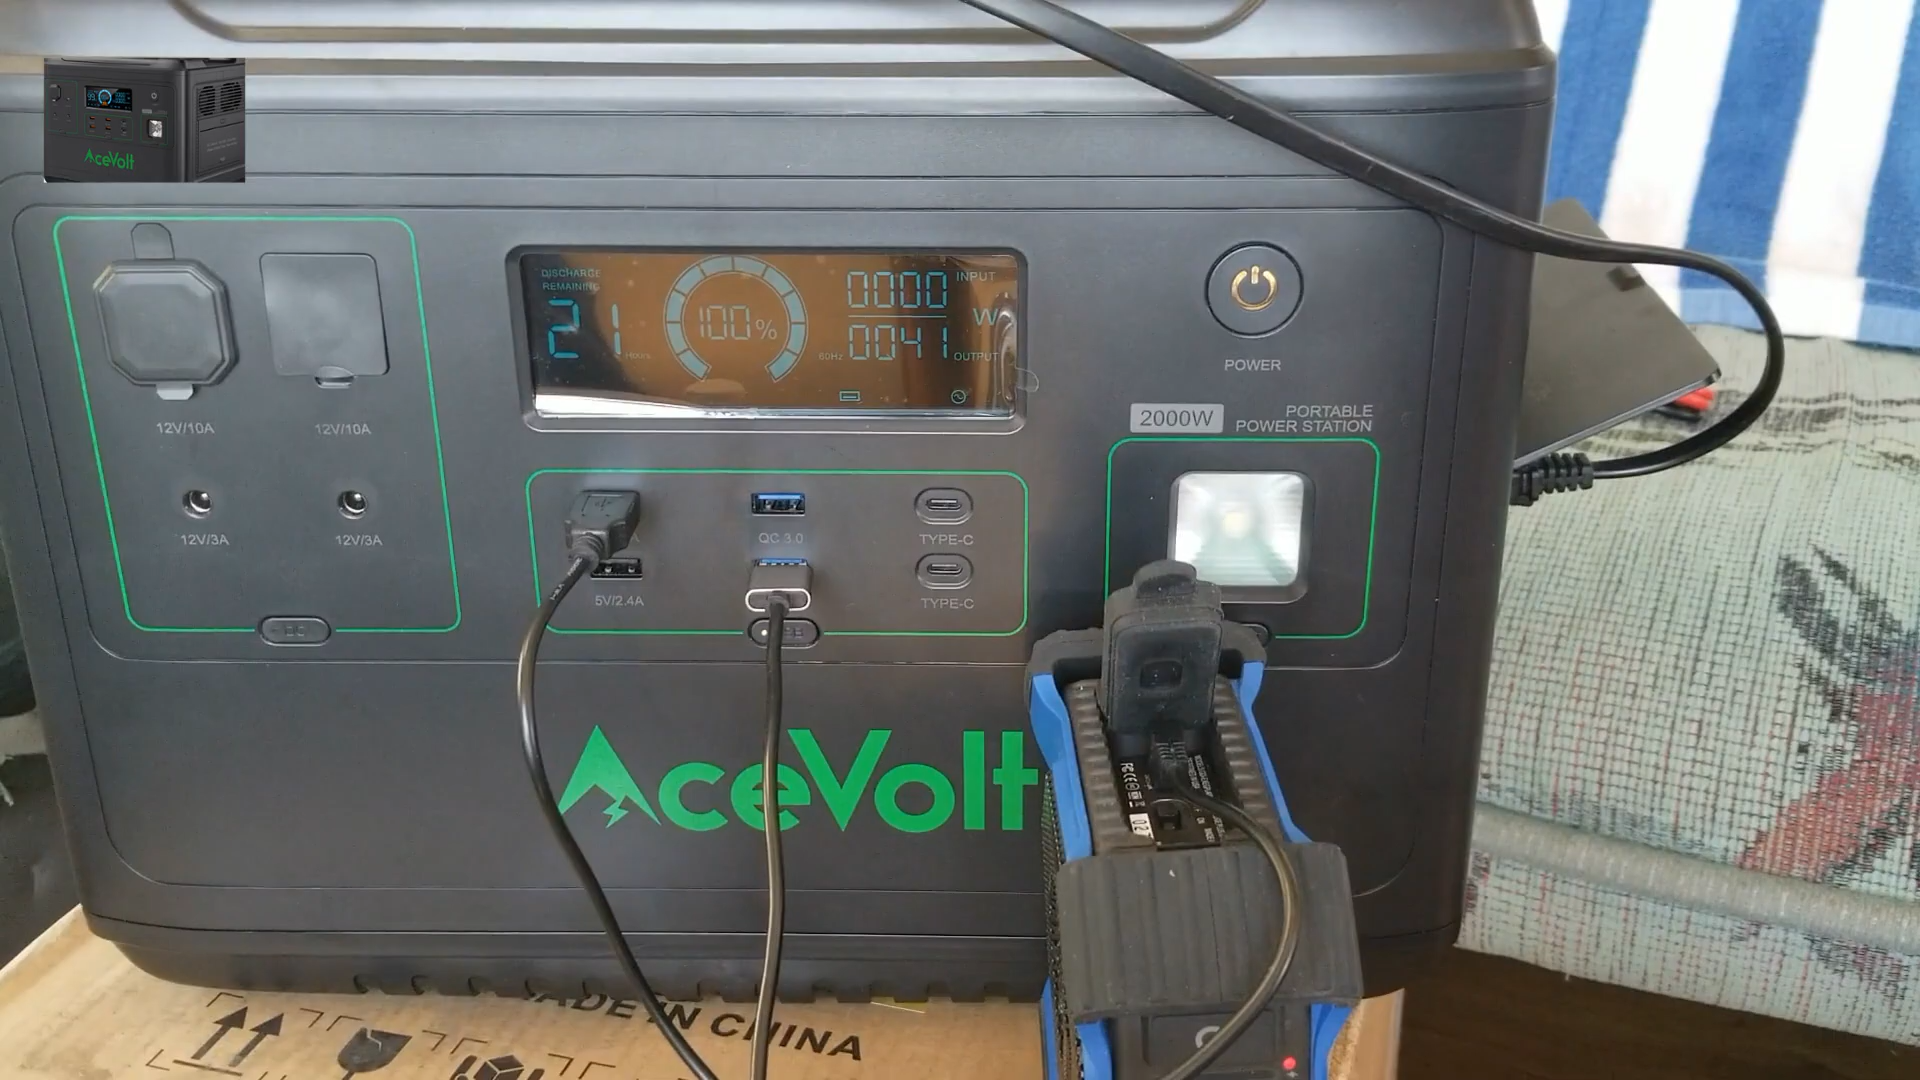 AceVolt
DISCHARGE
REMAINING
21
Hours
100%
0000 INPUT
W
60Hz 0041 OUTPUT
POWER
2000W
PORTABLE
POWER STATION
12V/10A
12V/10A
12V/3A
12V/3A
DC
QC 3.0
TYPE-C
5V/2.4A
TYPE-C
AceVolt
MADE IN CHINA